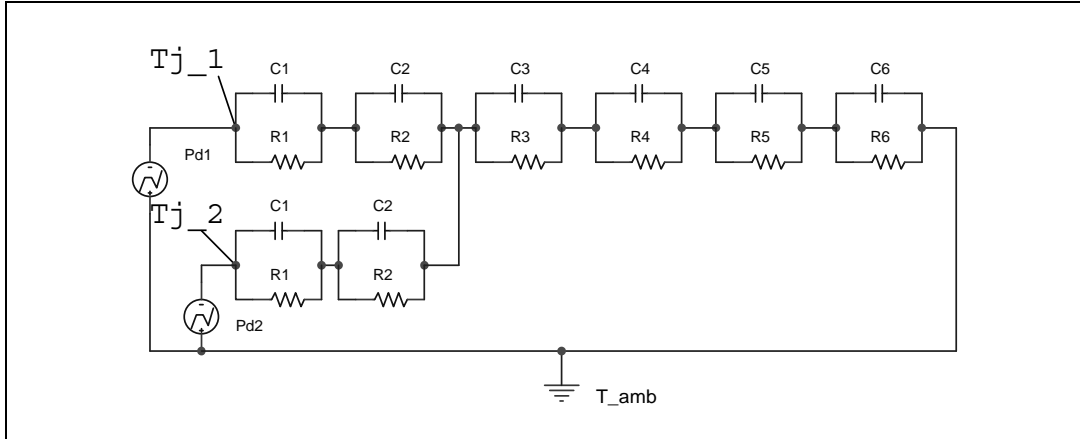 Tj_1
C1 C2 C3 C4 C5 C6
R1 R2 R3 R4 R5 R6
Pd1
Tj_2
C1 C2
R1 R2
Pd2
T_amb